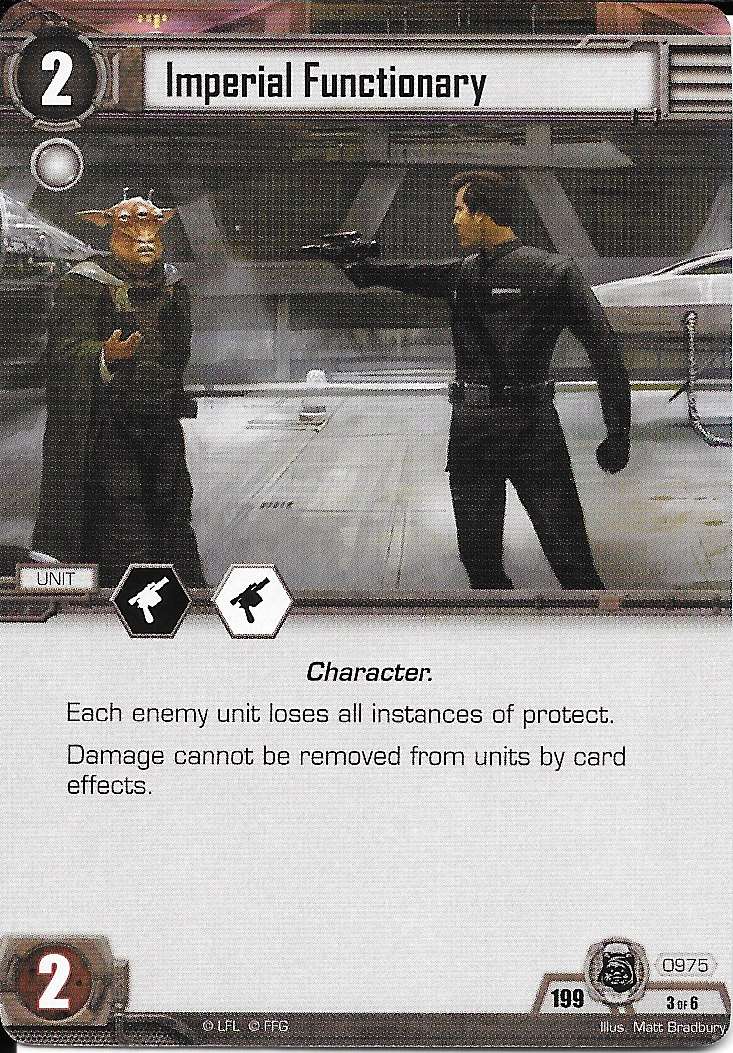 2
Imperial Functionary
UNIT
Character.
Each enemy unit loses all instances of protect.
Damage cannot be removed from units by card
effects.
2
0975
199
3 OF 6
© LFL © FFG
Illus. Matt Bradbury